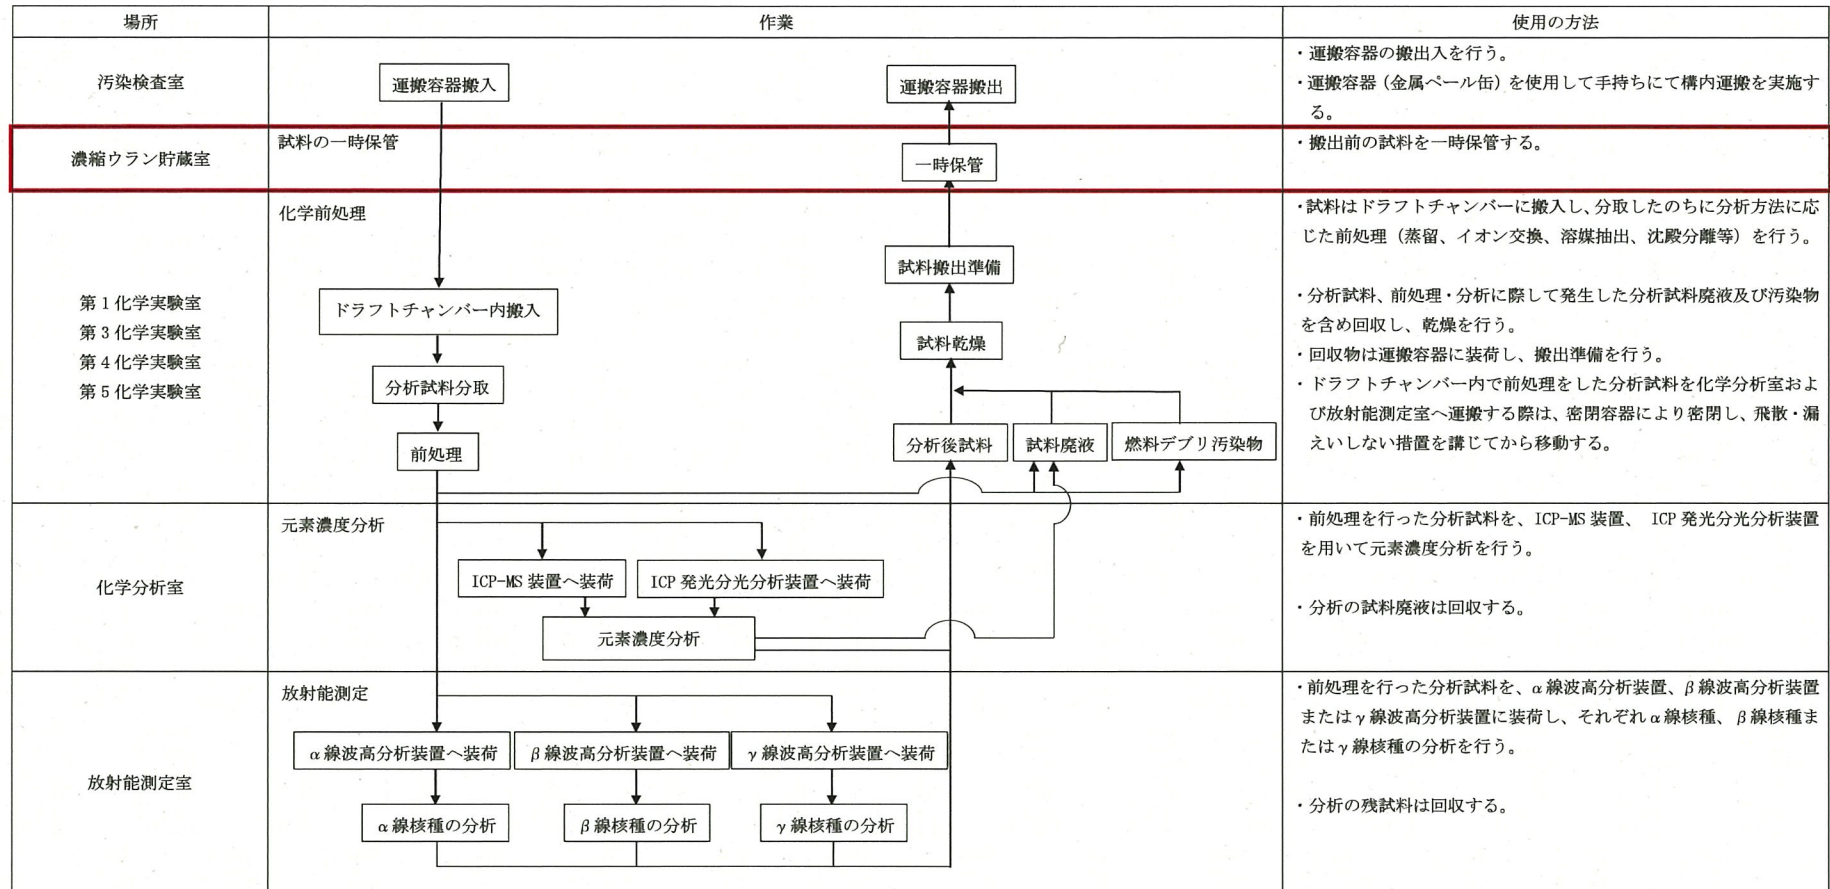 場所
作業
使用の方法
汚染検査室
運搬容器搬入
運搬容器搬出
・運搬容器の搬出入を行う。
・運搬容器（金属ペール缶）を使用して手持ちにて構内運搬を実施す
る。
濃縮ウラン貯蔵室
試料の一時保管
一時保管
・搬出前の試料を一時保管する。
第1化学実験室
第3化学実験室
第4化学実験室
第5化学実験室
化学前処理
ドラフトチャンバー内搬入
分析試料分取
前処理
試料搬出準備
試料乾燥
分析後試料
試料廃液
燃料デブリ汚染物
・試料はドラフトチャンバーに搬入し、分取したのちに分析方法に応
じた前処理（蒸留、イオン交換、溶媒抽出、沈殿分離等）を行う。
・分析試料、前処理・分析に際して発生した分析試料廃液及び汚染物
を含め回収し、乾燥を行う。
・回収物は運搬容器に装荷し、搬出準備を行う。
・ドラフトチャンバー内で前処理をした分析試料を化学分析室およ
び放射能測定室へ運搬する際は、密閉容器により密閉し、飛散・漏
えいしない措置を講じてから移動する。
化学分析室
元素濃度分析
ICP-MS 装置へ装荷
ICP 発光分光分析装置へ装荷
元素濃度分析
・前処理を行った分析試料を、ICP-MS 装置、 ICP 発光分光分析装置
を用いて元素濃度分析を行う。
・分析の試料廃液は回収する。
放射能測定室
放射能測定
α線波高分析装置へ装荷
β線波高分析装置へ装荷
γ線波高分析装置へ装荷
α線核種の分析
β線核種の分析
γ線核種の分析
・前処理を行った分析試料を、α線波高分析装置、β線波高分析装置
またはγ線波高分析装置に装荷し、それぞれα線核種、β線核種ま
たはγ線核種の分析を行う。
・分析の残試料は回収する。